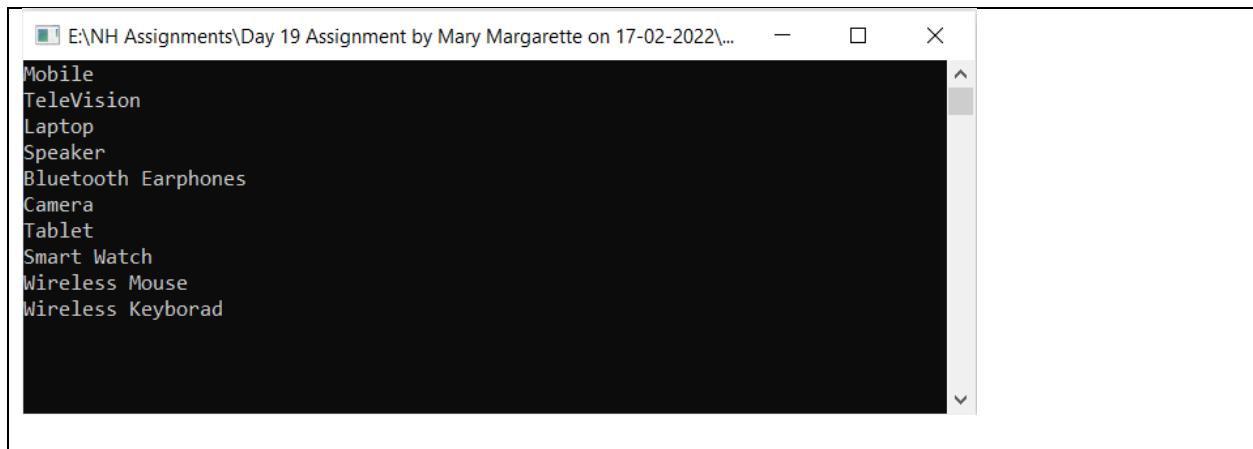 E:\NH Assignments\Day 19 Assignment by Mary Margarette on 17-02-2022\...
Mobile
TeleVision
Laptop
Speaker
Bluetooth Earphones
Camera
Tablet
Smart Watch
Wireless Mouse
Wireless Keyborad